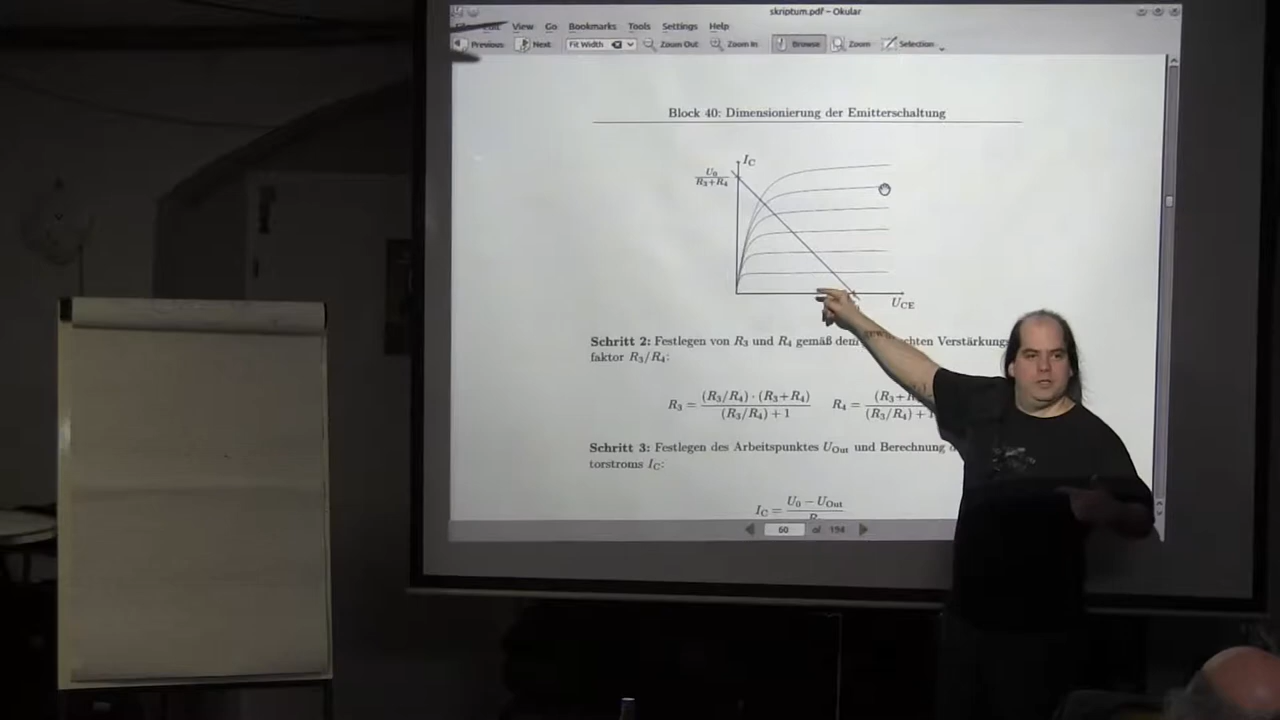 skriptum.pdf – Okular
View Go Bookmarks Tools Settings Help
Previous Next Fit Width Zoom Out Zoom In Browse Zoom Selection
Block 40: Dimensionierung der Emitterschaltung
I_C
U_0 / R_3+R_4
U_CE
Schritt 2: Festlegen von R_3 und R_4 gemäß dem Verstärkungs-
faktor R_3/R_4:
R_3 = (R_3/R_4) · (R_3+R_4) / (R_3/R_4) + 1 R_4 = (R_3+R_4) / (R_3/R_4) + 1
Schritt 3: Festlegen des Arbeitspunktes U_Out und Berechnung
torstroms I_C:
I_C = U_0 − U_Out / R
60 of 194